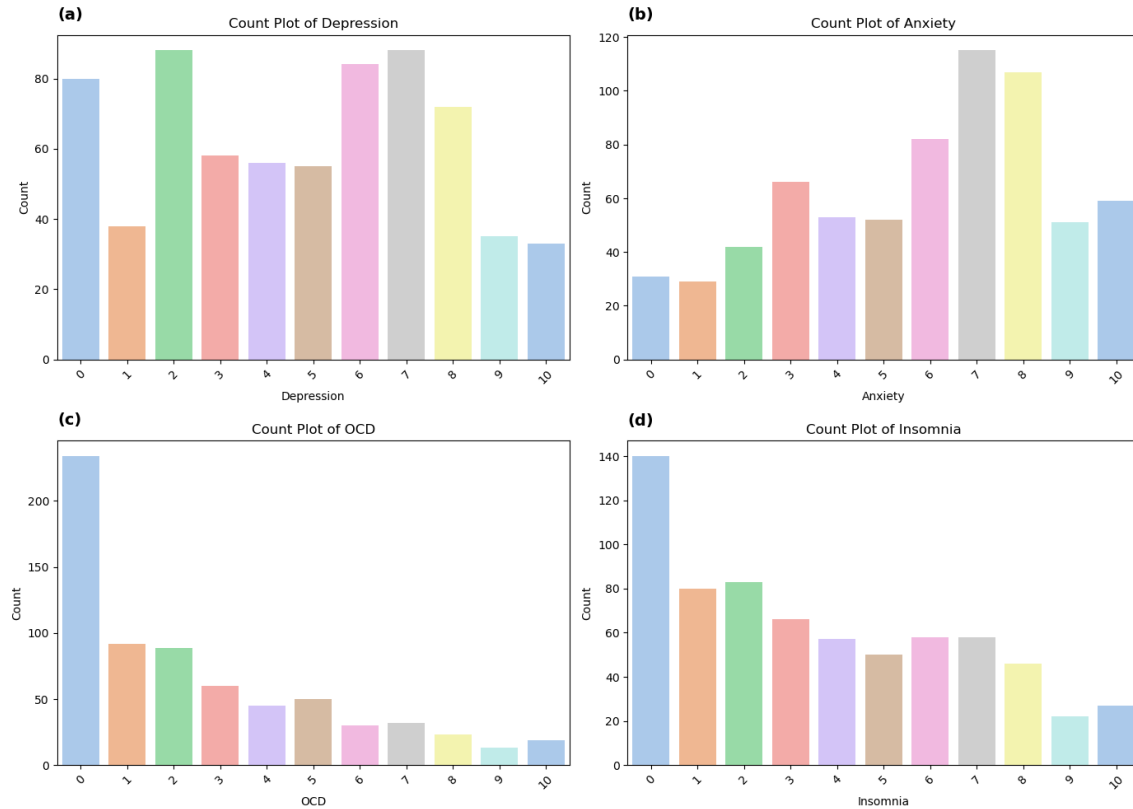 (a)
Count Plot of Depression
Count
80
60
40
20
0
0 1 2 3 4 5 6 7 8 9 10
Depression
(b)
Count Plot of Anxiety
Count
120
100
80
60
40
20
0
0 1 2 3 4 5 6 7 8 9 10
Anxiety
(c)
Count Plot of OCD
Count
200
150
100
50
0
0 1 2 3 4 5 6 7 8 9 10
OCD
(d)
Count Plot of Insomnia
Count
140
120
100
80
60
40
20
0
0 1 2 3 4 5 6 7 8 9 10
Insomnia